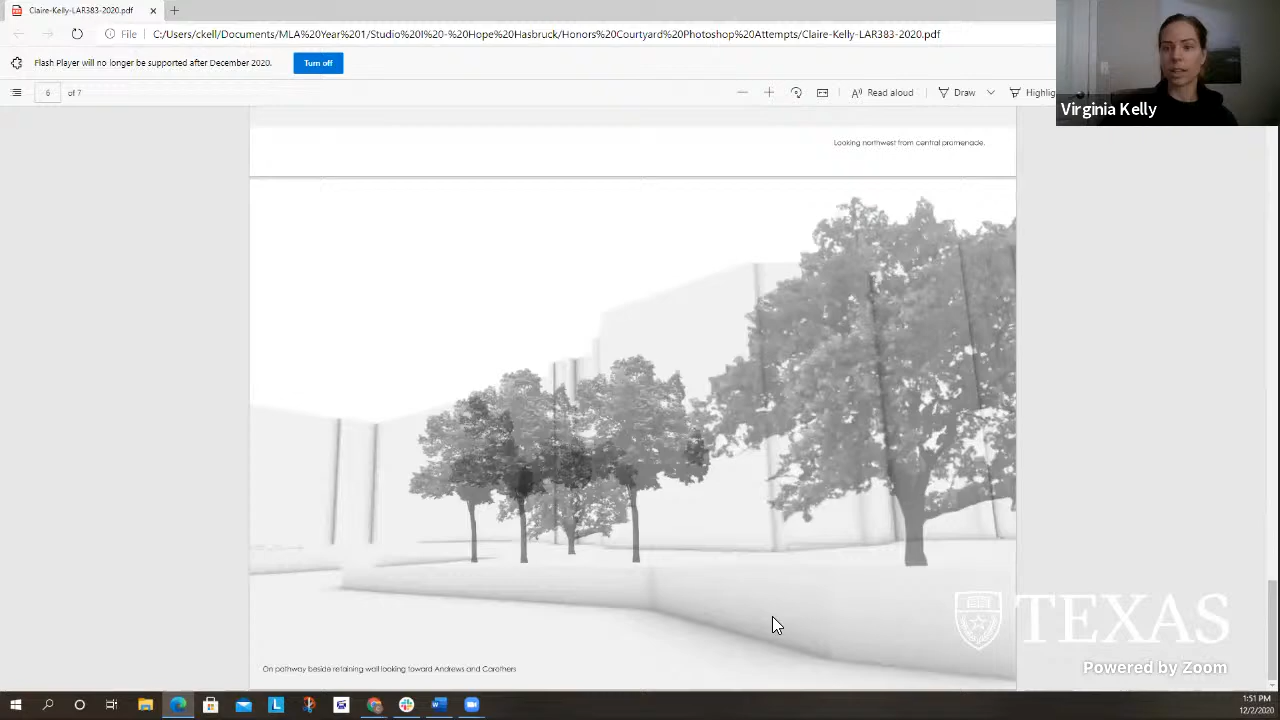 Claire-Kelly-LAR383-2020.pdf
File C:/Users/ckell/Documents/MLA%20Year%201/Studio%20I%20-%20Hope%20Hasbruck/Honors%20Courtyard%20Photoshop%20Attempts/Claire-Kelly-LAR383-2020.pdf
Flash Player will no longer be supported after December 2020. Turn off
6 of 7 Read aloud Draw Highlig
Virginia Kelly
Looking northwest from central promenade.
TEXAS
Powered by Zoom
On pathway beside retaining wall looking toward Andrews and Carothers
1:51 PM
12/2/2020